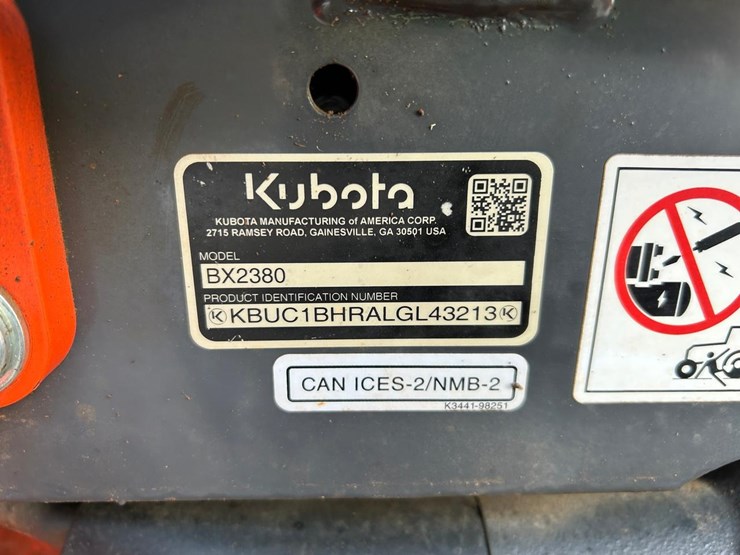 Kubota
KUBOTA MANUFACTURING of AMERICA CORP.
2715 RAMSEY ROAD, GAINESVILLE, GA 30501 USA
MODEL
BX2380
PRODUCT IDENTIFICATION NUMBER
KBUC1BHRALGL43213
CAN ICES-2/NMB-2
K3441-98251